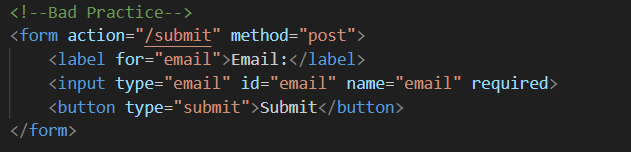 <!--Bad Practice-->
<form action="/submit" method="post">
    <label for="email">Email:</label>
    <input type="email" id="email" name="email" required>
    <button type="submit">Submit</button>
</form>